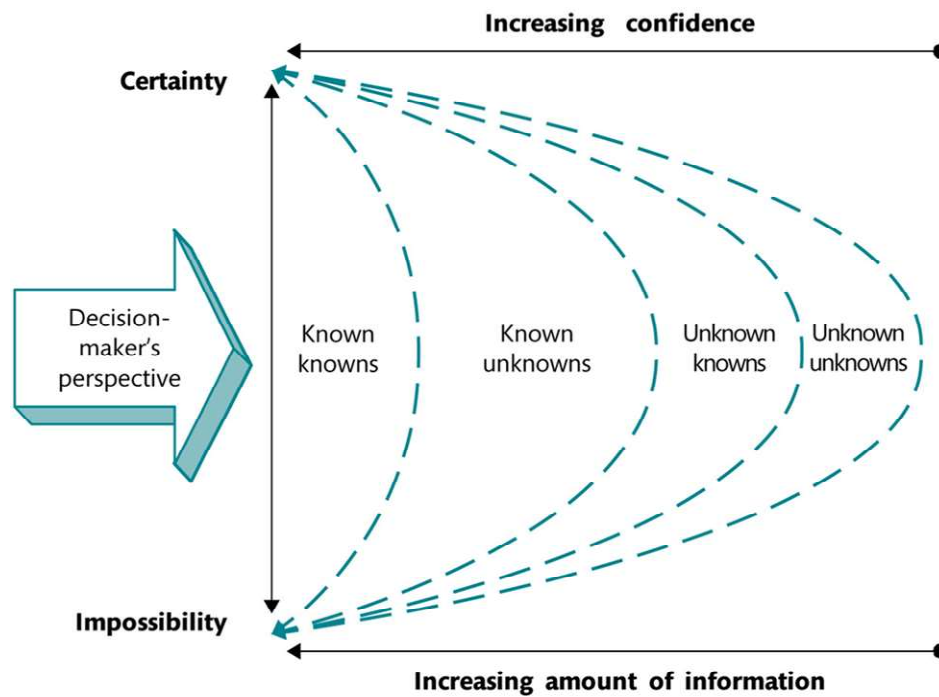 Increasing confidence
Certainty
Decision-
maker's
perspective
Known
knowns
Known
unknowns
Unknown
knowns
Unknown
unknowns
Impossibility
Increasing amount of information